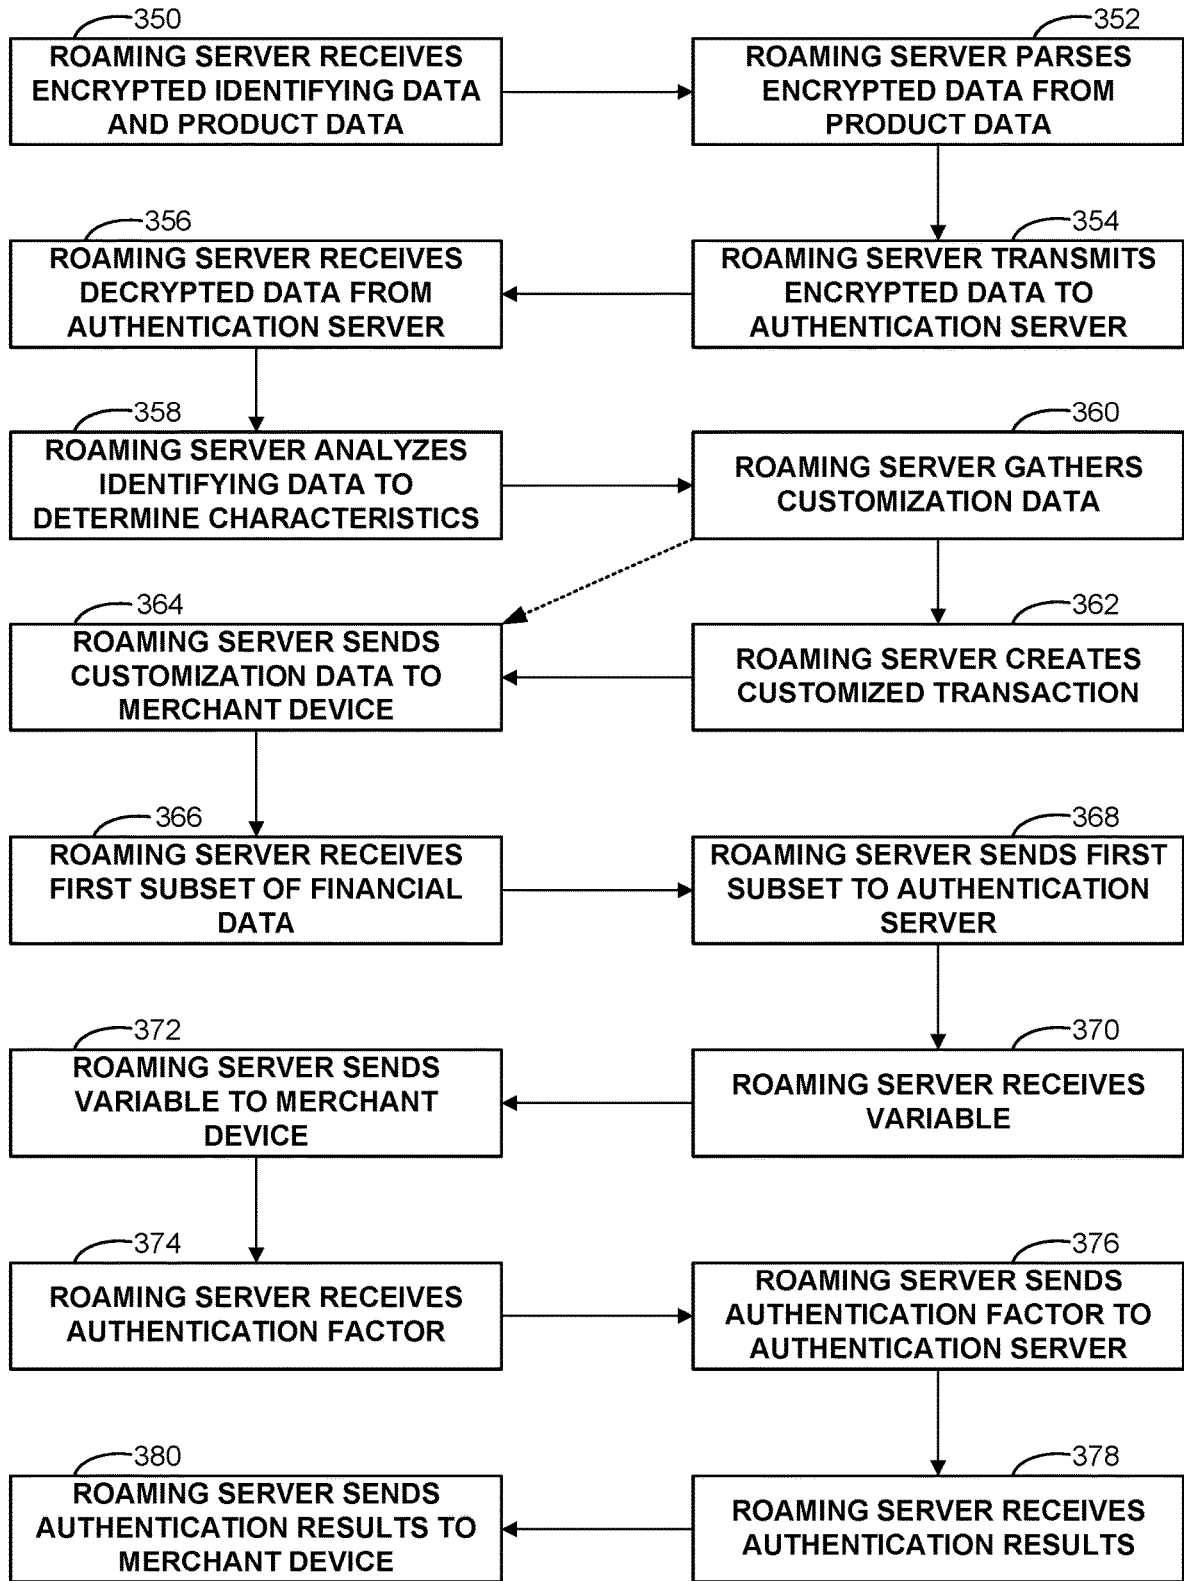 350
ROAMING SERVER RECEIVES
ENCRYPTED IDENTIFYING DATA
AND PRODUCT DATA
352
ROAMING SERVER PARSES
ENCRYPTED DATA FROM
PRODUCT DATA
354
ROAMING SERVER TRANSMITS
ENCRYPTED DATA TO
AUTHENTICATION SERVER
356
ROAMING SERVER RECEIVES
DECRYPTED DATA FROM
AUTHENTICATION SERVER
358
ROAMING SERVER ANALYZES
IDENTIFYING DATA TO
DETERMINE CHARACTERISTICS
360
ROAMING SERVER GATHERS
CUSTOMIZATION DATA
362
ROAMING SERVER CREATES
CUSTOMIZED TRANSACTION
364
ROAMING SERVER SENDS
CUSTOMIZATION DATA TO
MERCHANT DEVICE
366
ROAMING SERVER RECEIVES
FIRST SUBSET OF FINANCIAL
DATA
368
ROAMING SERVER SENDS FIRST
SUBSET TO AUTHENTICATION
SERVER
370
ROAMING SERVER RECEIVES
VARIABLE
372
ROAMING SERVER SENDS
VARIABLE TO MERCHANT
DEVICE
374
ROAMING SERVER RECEIVES
AUTHENTICATION FACTOR
376
ROAMING SERVER SENDS
AUTHENTICATION FACTOR TO
AUTHENTICATION SERVER
378
ROAMING SERVER RECEIVES
AUTHENTICATION RESULTS
380
ROAMING SERVER SENDS
AUTHENTICATION RESULTS TO
MERCHANT DEVICE